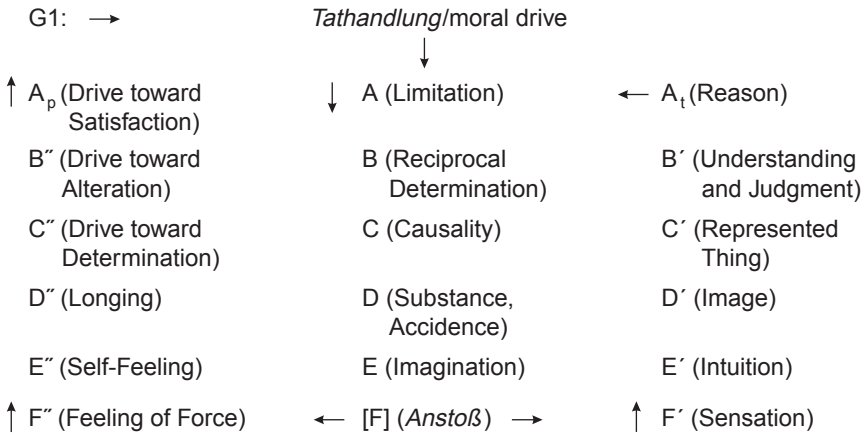 G1: → Tathandlung/moral drive
↓
↑ Aₚ (Drive toward Satisfaction) ↓ A (Limitation) ← Aₜ (Reason)
B˝ (Drive toward Alteration) B (Reciprocal Determination) B´ (Understanding and Judgment)
C˝ (Drive toward Determination) C (Causality) C´ (Represented Thing)
D˝ (Longing) D (Substance, Accidence) D´ (Image)
E˝ (Self-Feeling) E (Imagination) E´ (Intuition)
↑ F˝ (Feeling of Force) ← [F] (Anstoß) → ↑ F´ (Sensation)